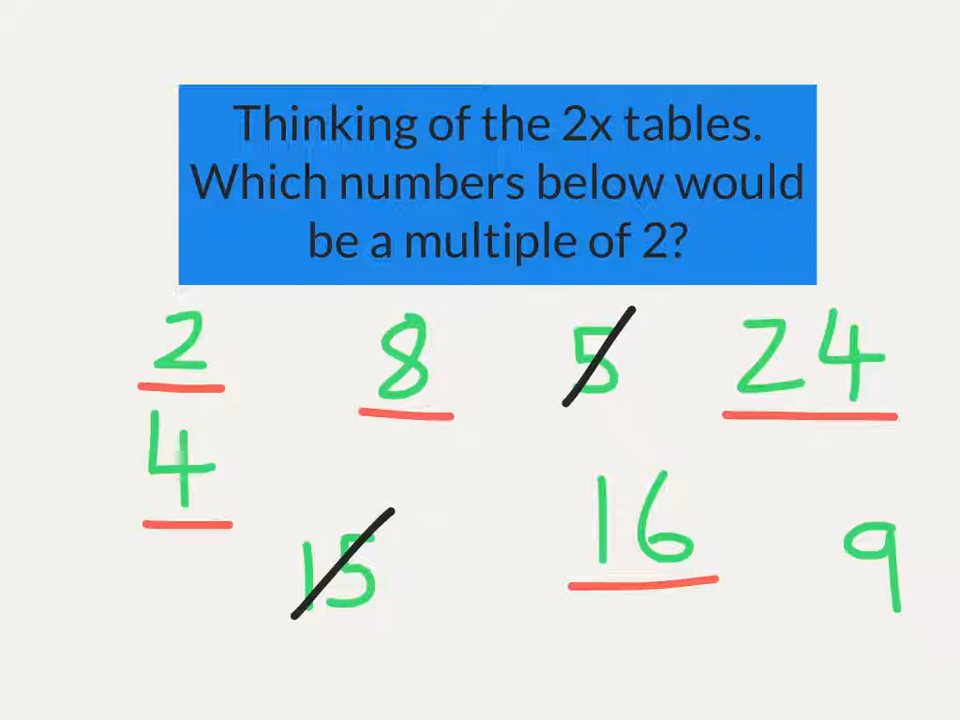 Thinking of the 2x tables.
Which numbers below would
be a multiple of 2?
2 8 5 24
4
15 16 9